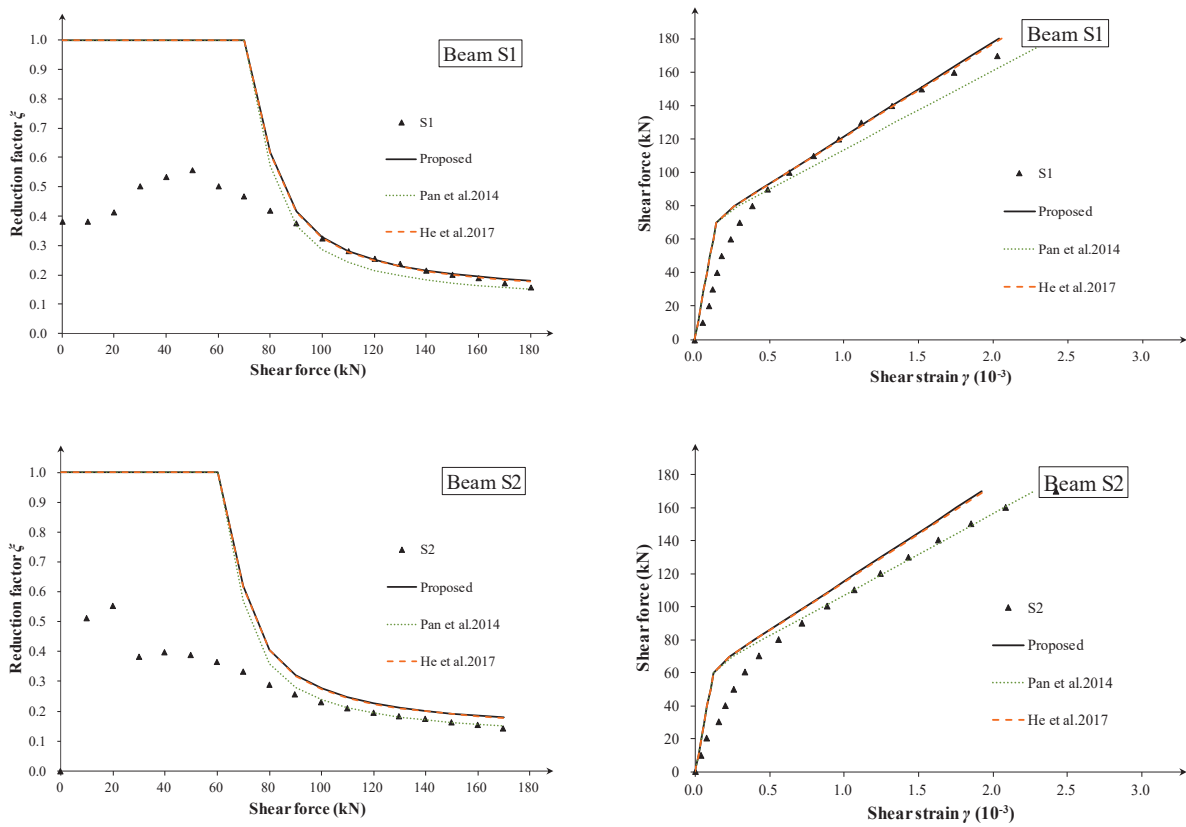 Beam S1
Reduction factor ξ
1.0
0.9
0.8
0.7
0.6
0.5
0.4
0.3
0.2
0.1
0.0
S1
Proposed
Pan et al.2014
He et al.2017
0 20 40 60 80 100 120 140 160 180
Shear force (kN)
Beam S1
Shear force (kN)
180
160
140
120
100
80
60
40
20
0
S1
Proposed
Pan et al.2014
He et al.2017
0.0 0.5 1.0 1.5 2.0 2.5 3.0
Shear strain γ (10-3)
Beam S2
Reduction factor ξ
1.0
0.9
0.8
0.7
0.6
0.5
0.4
0.3
0.2
0.1
0.0
S2
Proposed
Pan et al.2014
He et al.2017
0 20 40 60 80 100 120 140 160 180
Shear force (kN)
Beam S2
Shear force (kN)
180
160
140
120
100
80
60
40
20
0
S2
Proposed
Pan et al.2014
He et al.2017
0.0 0.5 1.0 1.5 2.0 2.5 3.0
Shear strain γ (10-3)